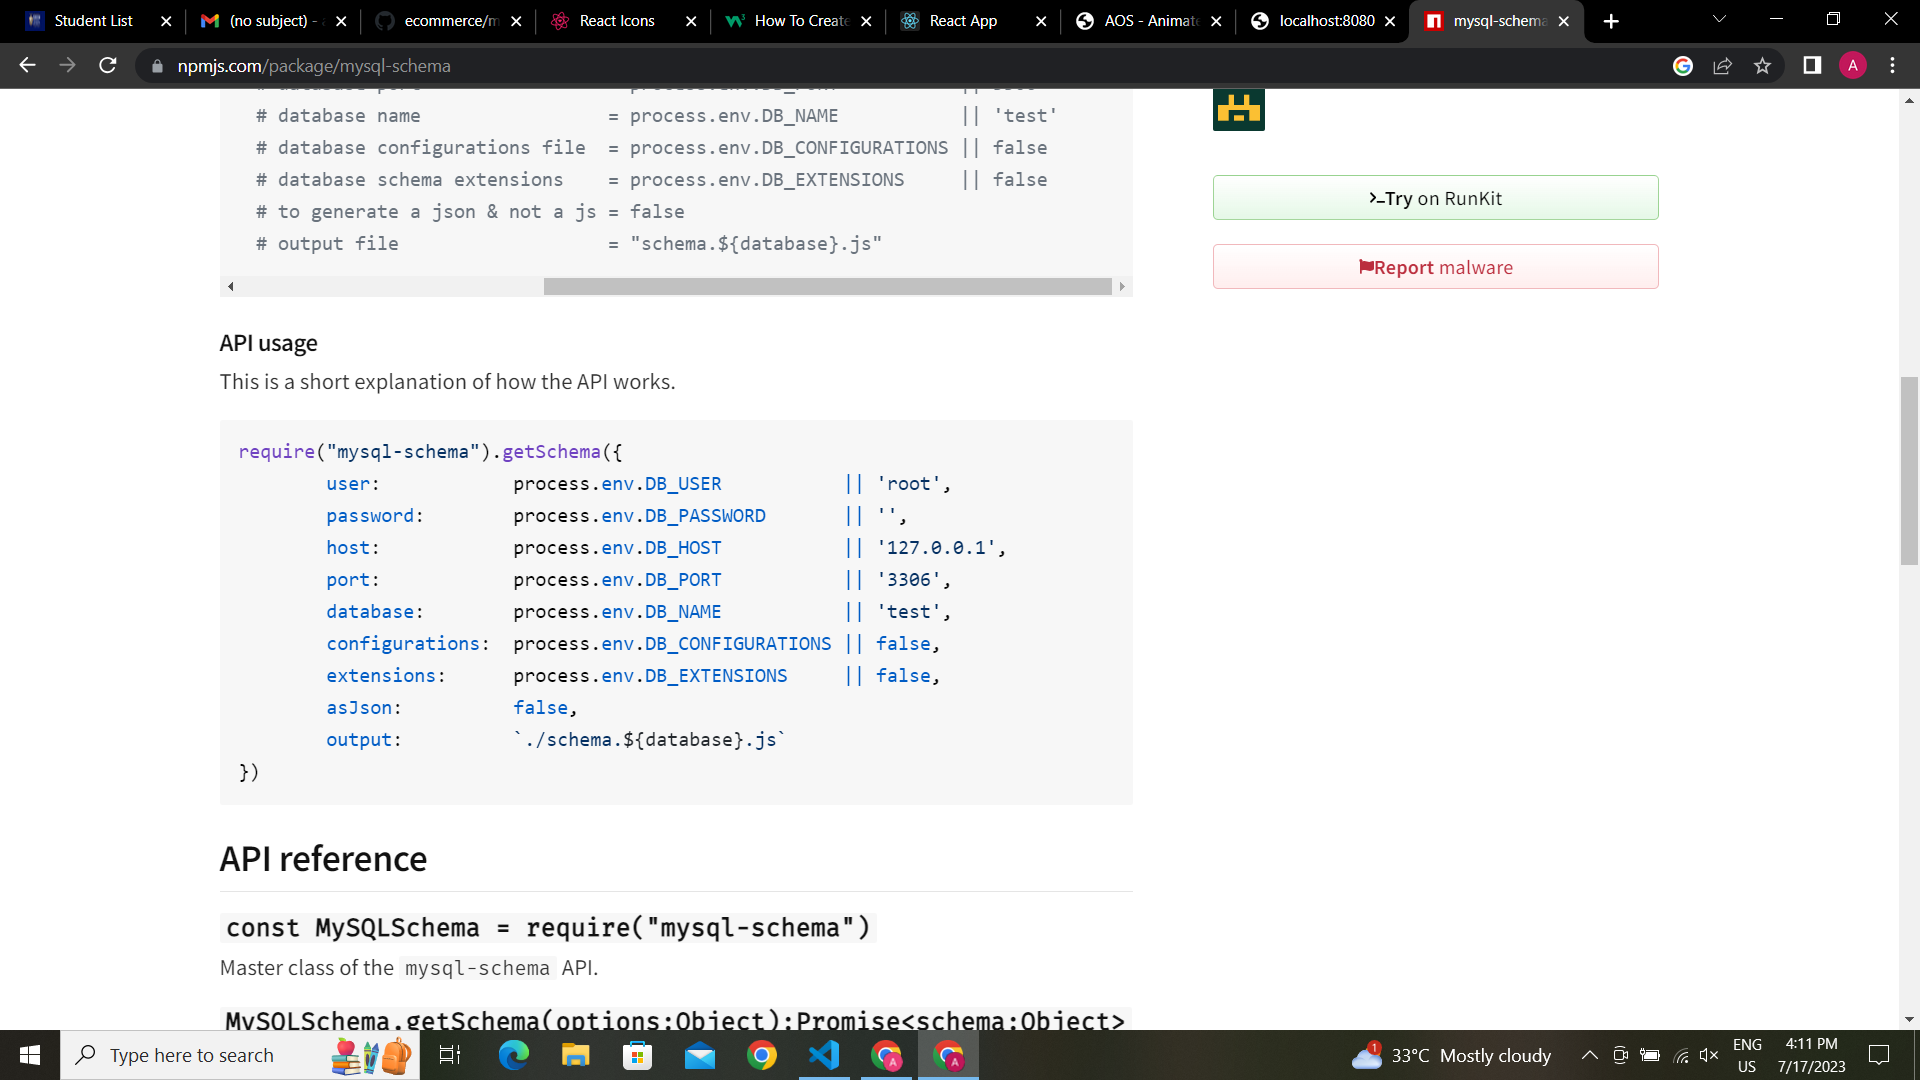 Student List
(no subject) -
ecommerce/m
React Icons
How To Create
React App
AOS - Animate
localhost:8080
mysql-schema
npmjs.com/package/mysql-schema
A
# database name = process.env.DB_NAME || 'test'
# database configurations file = process.env.DB_CONFIGURATIONS || false
# database schema extensions = process.env.DB_EXTENSIONS || false
# to generate a json & not a js = false
# output file = "schema.${database}.js"
>_Try on RunKit
Report malware
API usage
This is a short explanation of how the API works.
require("mysql-schema").getSchema({
user: process.env.DB_USER || 'root',
password: process.env.DB_PASSWORD || '',
host: process.env.DB_HOST || '127.0.0.1',
port: process.env.DB_PORT || '3306',
database: process.env.DB_NAME || 'test',
configurations: process.env.DB_CONFIGURATIONS || false,
extensions: process.env.DB_EXTENSIONS || false,
asJson: false,
output: `./schema.${database}.js`
})
API reference
const MySQLSchema = require("mysql-schema")
Master class of the mysql-schema API.
MySQLSchema.getSchema(options:Object):Promise<schema:Object>
Type here to search
1
33°C Mostly cloudy
ENG
US
4:11 PM
7/17/2023